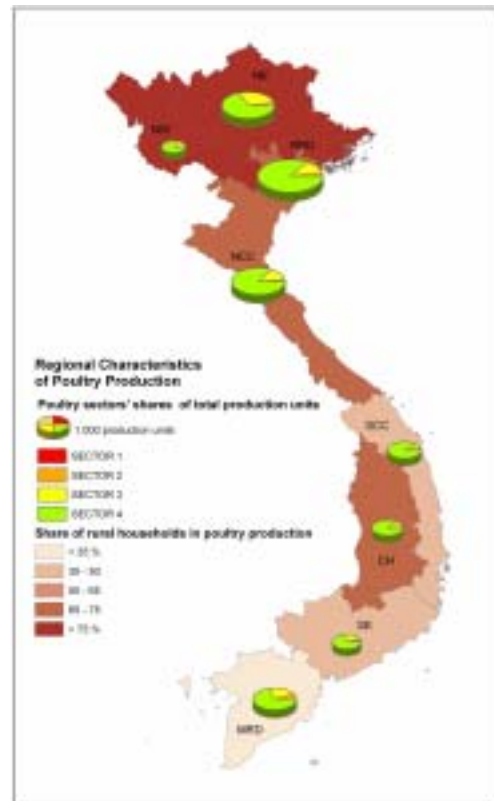 NE
NW
RRD
NCC
SCC
CH
SE
MRD
Regional Characteristics
of Poultry Production
Poultry sectors' shares of total production units
1.000 production units
SECTOR 1
SECTOR 2
SECTOR 3
SECTOR 4
Share of rural households in poultry production